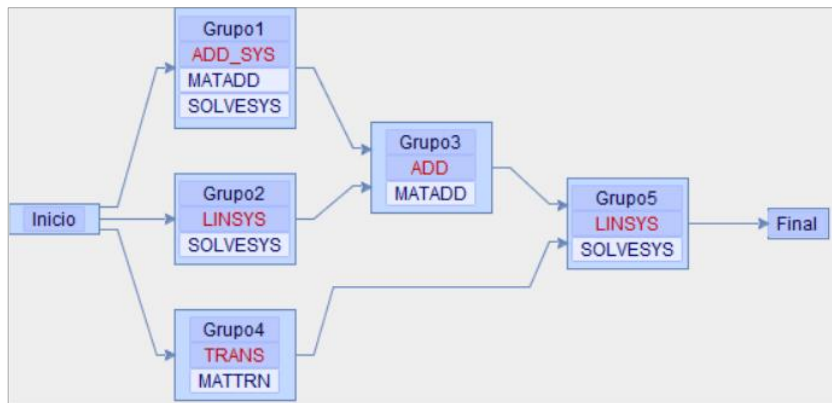 Inicio
Grupo1
ADD_SYS
MATADD
SOLVESYS
Grupo2
LINSYS
SOLVESYS
Grupo4
TRANS
MATTRN
Grupo3
ADD
MATADD
Grupo5
LINSYS
SOLVESYS
Final